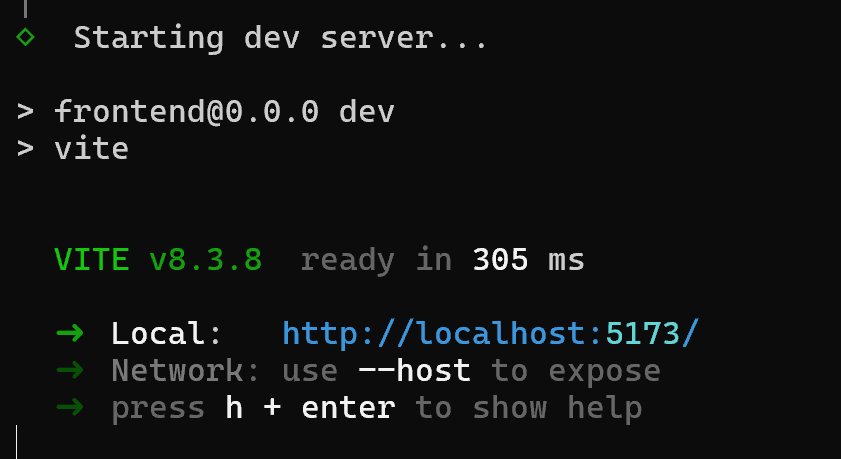 ◇  Starting dev server...
> frontend@0.0.0 dev
> vite
VITE v8.3.8  ready in 305 ms
➜  Local:   http://localhost:5173/
➜  Network: use --host to expose
➜  press h + enter to show help